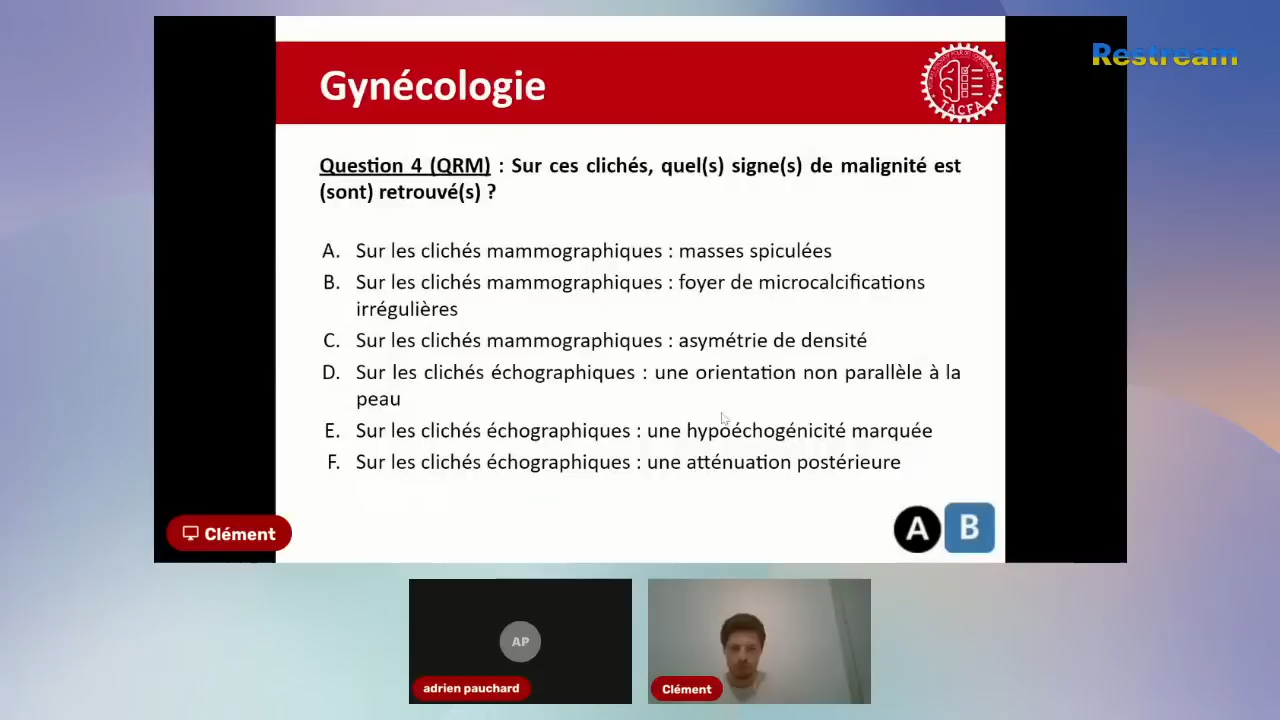 Restream
Gynécologie
TACFA
Question 4 (QRM) : Sur ces clichés, quel(s) signe(s) de malignité est
(sont) retrouvé(s) ?
A. Sur les clichés mammographiques : masses spiculées
B. Sur les clichés mammographiques : foyer de microcalcifications
irrégulières
C. Sur les clichés mammographiques : asymétrie de densité
D. Sur les clichés échographiques : une orientation non parallèle à la
peau
E. Sur les clichés échographiques : une hypoéchogénicité marquée
F. Sur les clichés échographiques : une atténuation postérieure
A B
Clément
AP
adrien pauchard
Clément